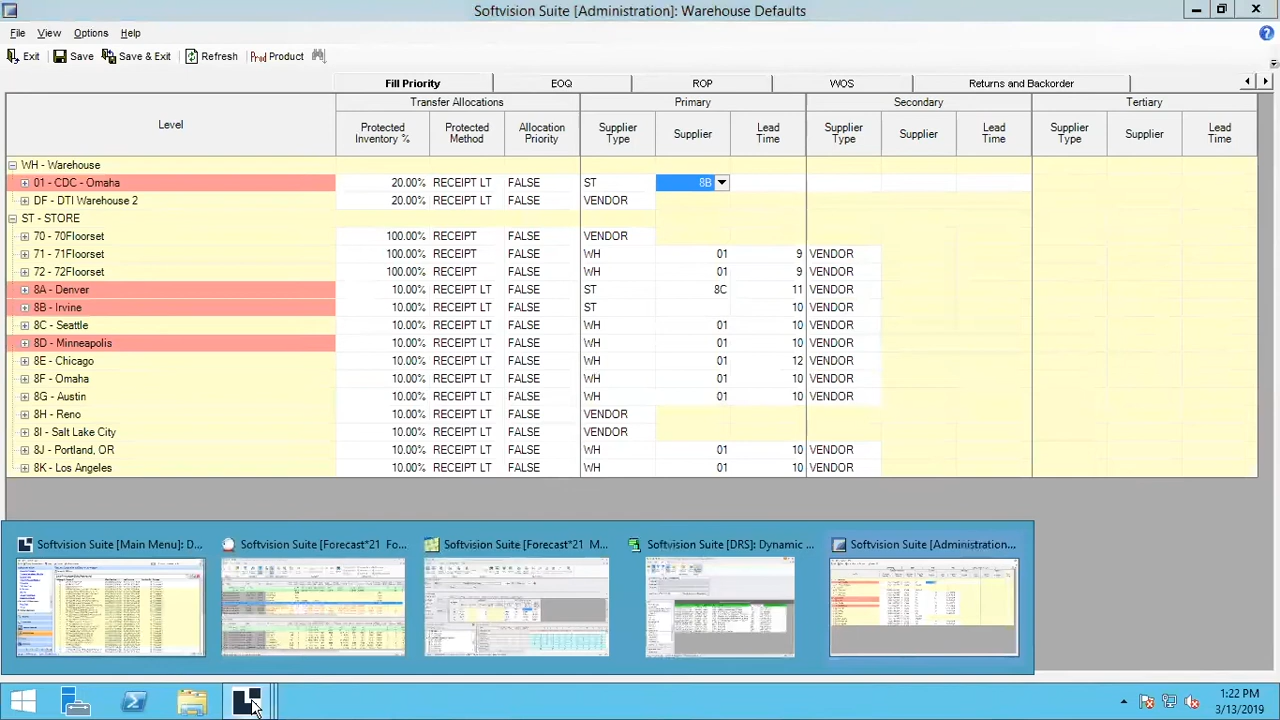 Softvision Suite [Administration]: Warehouse Defaults
File View Options Help
Exit Save Save & Exit Refresh Prod Product
Fill Priority EOQ ROP WOS Returns and Backorder
Level Transfer Allocations Primary Secondary Tertiary
Protected Inventory % Protected Method Allocation Priority Supplier Type Supplier Lead Time Supplier Type Supplier Lead Time Supplier Type Supplier Lead Time
WH - Warehouse
01 - CDC - Omaha 20.00% RECEIPT LT FALSE ST 8B
DF - DTI Warehouse 2 20.00% RECEIPT LT FALSE VENDOR
ST - STORE
70 - 70Floorset 100.00% RECEIPT FALSE VENDOR
71 - 71Floorset 100.00% RECEIPT FALSE WH 01 9 VENDOR
72 - 72Floorset 100.00% RECEIPT FALSE WH 01 9 VENDOR
8A - Denver 10.00% RECEIPT LT FALSE ST 8C 11 VENDOR
8B - Irvine 10.00% RECEIPT LT FALSE ST 10 VENDOR
8C - Seattle 10.00% RECEIPT LT FALSE WH 01 10 VENDOR
8D - Minneapolis 10.00% RECEIPT LT FALSE WH 01 10 VENDOR
8E - Chicago 10.00% RECEIPT LT FALSE WH 01 12 VENDOR
8F - Omaha 10.00% RECEIPT LT FALSE WH 01 10 VENDOR
8G - Austin 10.00% RECEIPT LT FALSE WH 01 10 VENDOR
8H - Reno 10.00% RECEIPT LT FALSE VENDOR
8I - Salt Lake City 10.00% RECEIPT LT FALSE VENDOR
8J - Portland, OR 10.00% RECEIPT LT FALSE WH 01 10 VENDOR
8K - Los Angeles 10.00% RECEIPT LT FALSE WH 01 10 VENDOR
Softvision Suite [Main Menu]: D... Softvision Suite [Forecast*21 Fo... Softvision Suite [Forecast*21 M... Softvision Suite [DRS]: Dynamic ... Softvision Suite [Administration...
1:22 PM
3/13/2019